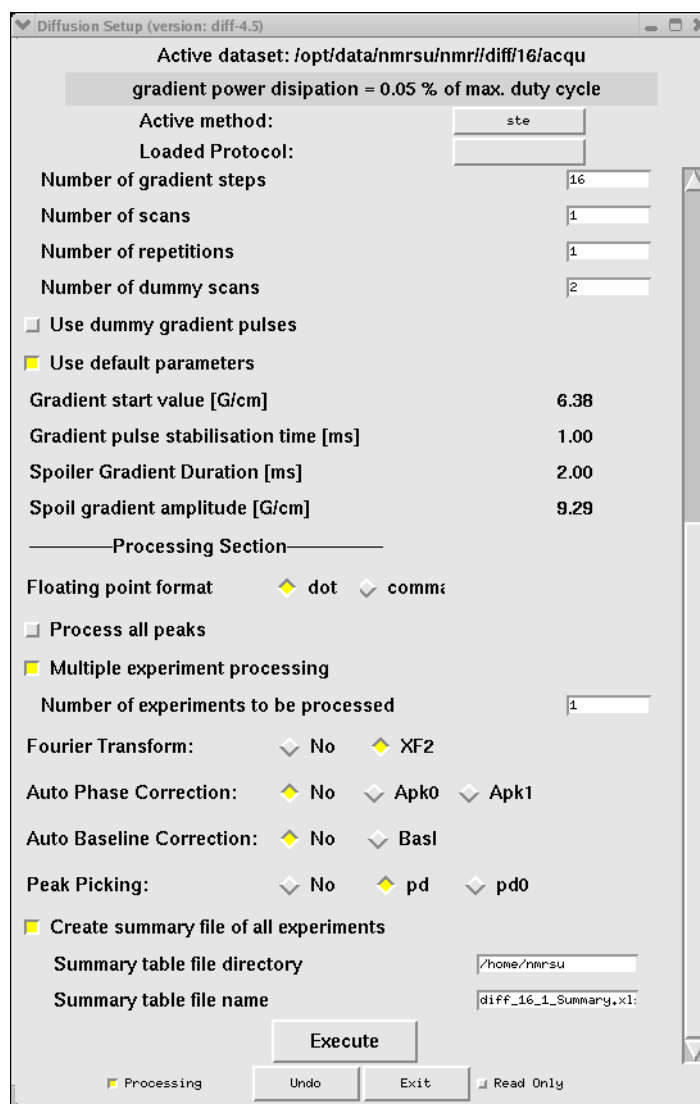 Diffusion Setup (version: diff-4.5)
Active dataset: /opt/data/nmrsu/nmr//diff/16/acqu
gradient power disipation = 0.05 % of max. duty cycle
Active method: ste
Loaded Protocol:
Number of gradient steps 16
Number of scans 1
Number of repetitions 1
Number of dummy scans 2
Use dummy gradient pulses
Use default parameters
Gradient start value [G/cm] 6.38
Gradient pulse stabilisation time [ms] 1.00
Spoiler Gradient Duration [ms] 2.00
Spoil gradient amplitude [G/cm] 9.29
Processing Section
Floating point format dot comma
Process all peaks
Multiple experiment processing
Number of experiments to be processed 1
Fourier Transform: No XF2
Auto Phase Correction: No Apk0 Apk1
Auto Baseline Correction: No Basl
Peak Picking: No pd pd0
Create summary file of all experiments
Summary table file directory /home/nmrsu
Summary table file name diff_16_1_Summary.xl
Execute
Processing Undo Exit Read Only